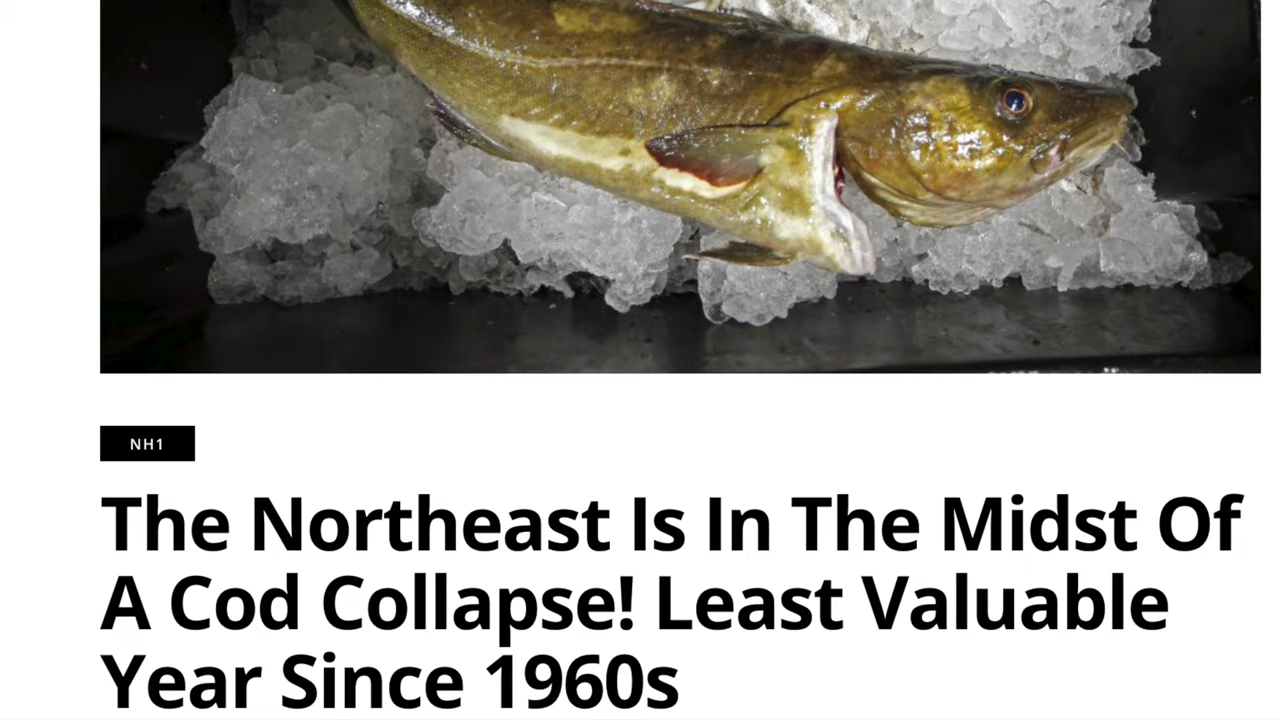 NH1
The Northeast Is In The Midst Of
A Cod Collapse! Least Valuable
Year Since 1960s